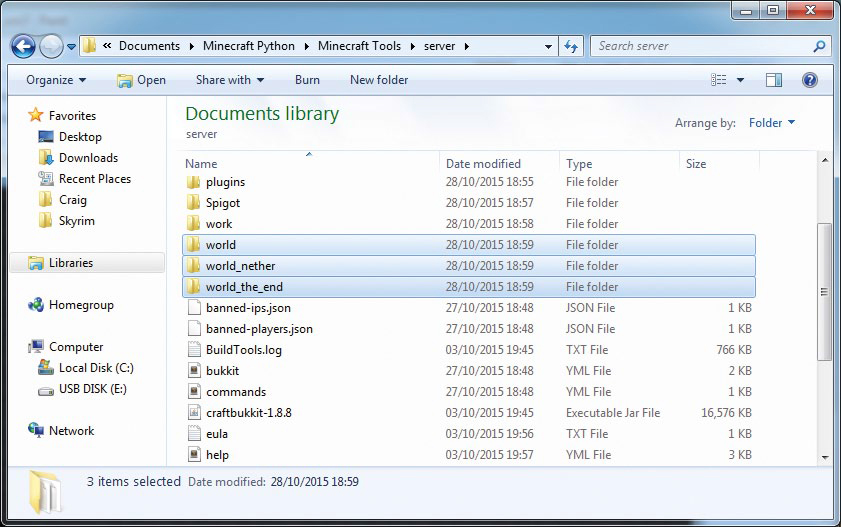 « Documents ▸ Minecraft Python ▸ Minecraft Tools ▸ server ▸ Search server
Organize Open Share with Burn New folder
Favorites
Desktop
Downloads
Recent Places
Craig
Skyrim
Libraries
Homegroup
Computer
Local Disk (C:)
USB DISK (E:)
Network
Documents library
server
Arrange by: Folder
Name Date modified Type Size
plugins 28/10/2015 18:55 File folder
Spigot 28/10/2015 18:57 File folder
work 28/10/2015 18:58 File folder
world 28/10/2015 18:59 File folder
world_nether 28/10/2015 18:59 File folder
world_the_end 28/10/2015 18:59 File folder
banned-ips.json 27/10/2015 18:48 JSON File 1 KB
banned-players.json 27/10/2015 18:48 JSON File 1 KB
BuildTools.log 03/10/2015 19:45 TXT File 766 KB
bukkit 27/10/2015 18:48 YML File 2 KB
commands 27/10/2015 18:48 YML File 1 KB
craftbukkit-1.8.8 03/10/2015 19:45 Executable Jar File 16,576 KB
eula 03/10/2015 19:56 TXT File 1 KB
help 03/10/2015 19:57 YML File 3 KB
3 items selected Date modified: 28/10/2015 18:59